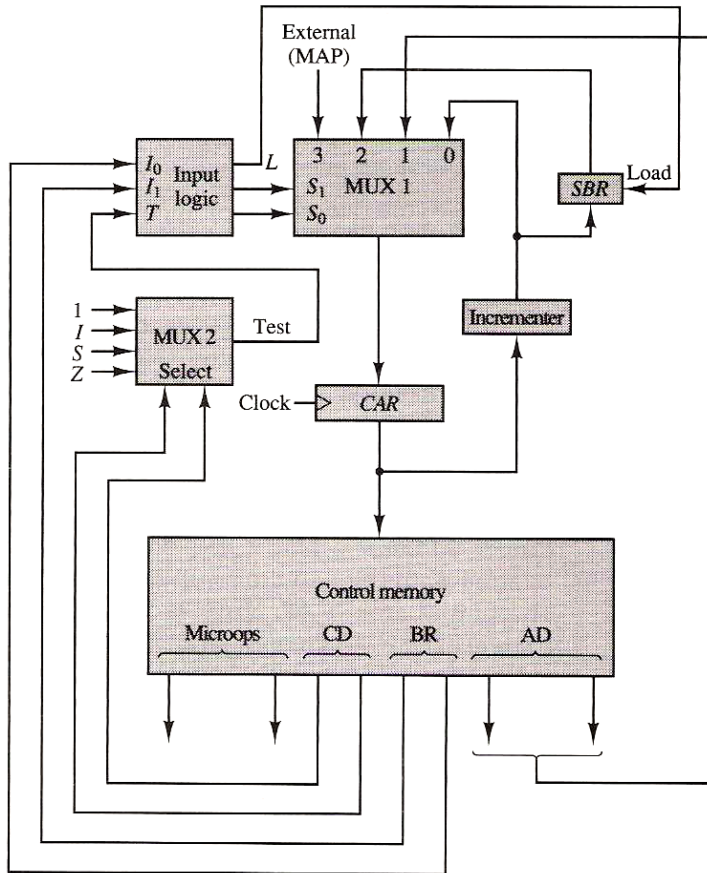 External
(MAP)
I0
I1
T
Input
logic
L
3 2 1 0
S1
S0
MUX 1
SBR
Load
1
I
S
Z
MUX 2
Select
Test
Incrementer
Clock
CAR
Control memory
Microops CD BR AD